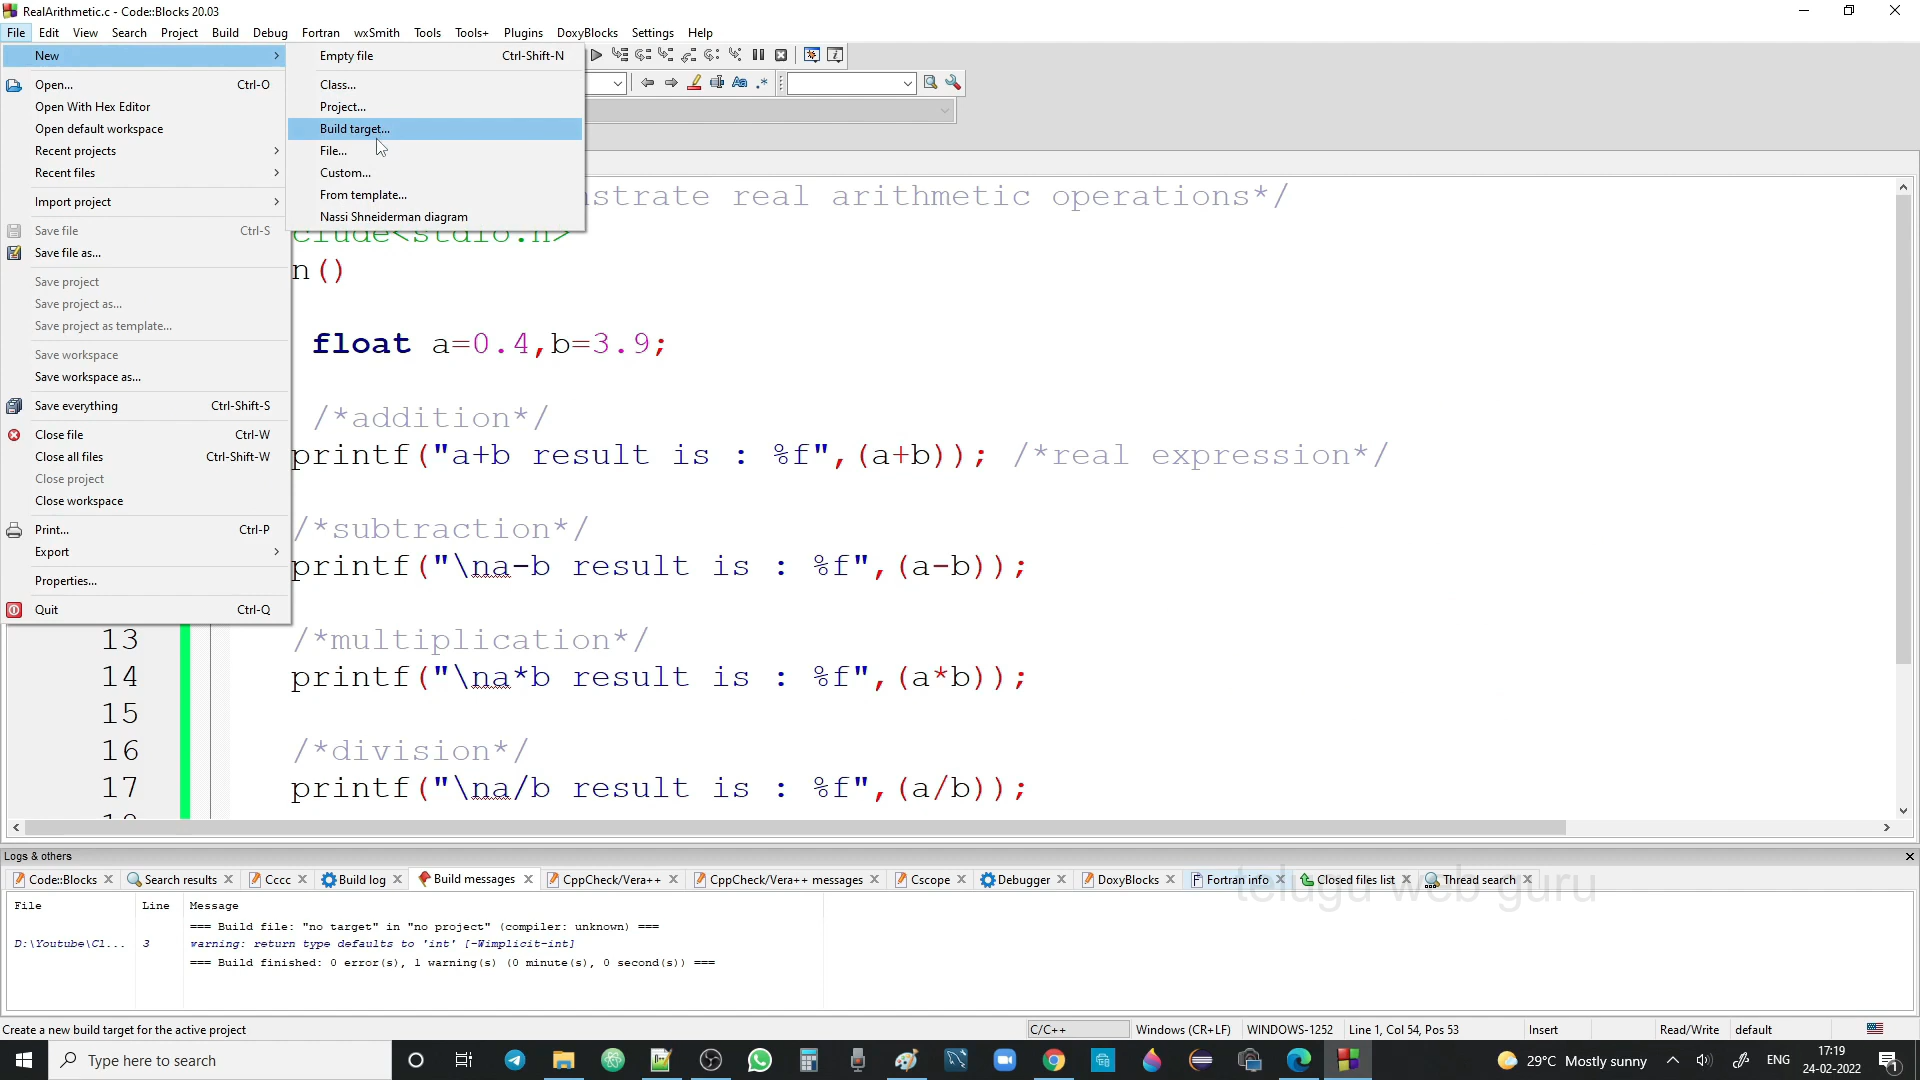 RealArithmetic.c - Code::Blocks 20.03
File Edit View Search Project Build Debug Fortran wxSmith Tools Tools+ Plugins DoxyBlocks Settings Help
New
Open... Ctrl-O
Open With Hex Editor
Open default workspace
Recent projects
Recent files
Import project
Save file Ctrl-S
Save file as...
Save project
Save project as...
Save project as template...
Save workspace
Save workspace as...
Save everything Ctrl-Shift-S
Close file Ctrl-W
Close all files Ctrl-Shift-W
Close project
Close workspace
Print... Ctrl-P
Export
Properties...
Quit Ctrl-Q
Empty file Ctrl-Shift-N
Class...
Project...
Build target...
File...
Custom...
From template...
Nassi Shneiderman diagram
strate real arithmetic operations*/
clude<stdio.h>
n()
float a=0.4,b=3.9;
/*addition*/
printf("a+b result is : %f",(a+b)); /*real expression*/
/*subtraction*/
printf("\na-b result is : %f",(a-b));
13 /*multiplication*/
14 printf("\na*b result is : %f",(a*b));
15
16 /*division*/
17 printf("\na/b result is : %f",(a/b));
Logs & others
Code::Blocks Search results Cccc Build log Build messages CppCheck/Vera++ CppCheck/Vera++ messages Cscope Debugger DoxyBlocks Fortran info Closed files list Thread search
telugu web guru
File Line Message
=== Build file: "no target" in "no project" (compiler: unknown) ===
D:\Youtube\Cl... 3 warning: return type defaults to 'int' [-Wimplicit-int]
=== Build finished: 0 error(s), 1 warning(s) (0 minute(s), 0 second(s)) ===
Create a new build target for the active project C/C++ Windows (CR+LF) WINDOWS-1252 Line 1, Col 54, Pos 53 Insert Read/Write default
Type here to search 29°C Mostly sunny ENG 17:19
24-02-2022
1